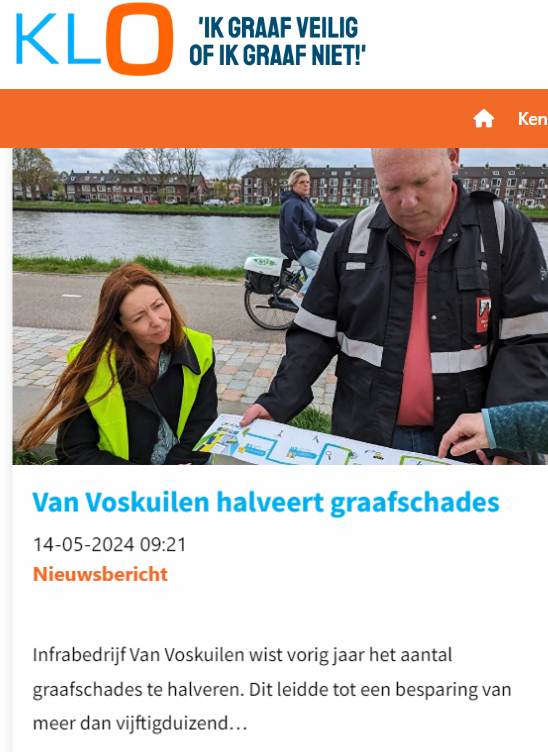 KLO
'IK GRAAF VEILIG
OF IK GRAAF NIET!'
Ken
Van Voskuilen halveert graafschades
14-05-2024 09:21
Nieuwsbericht
Infrabedrijf Van Voskuilen wist vorig jaar het aantal
graafschades te halveren. Dit leidde tot een besparing van
meer dan vijftigduizend…